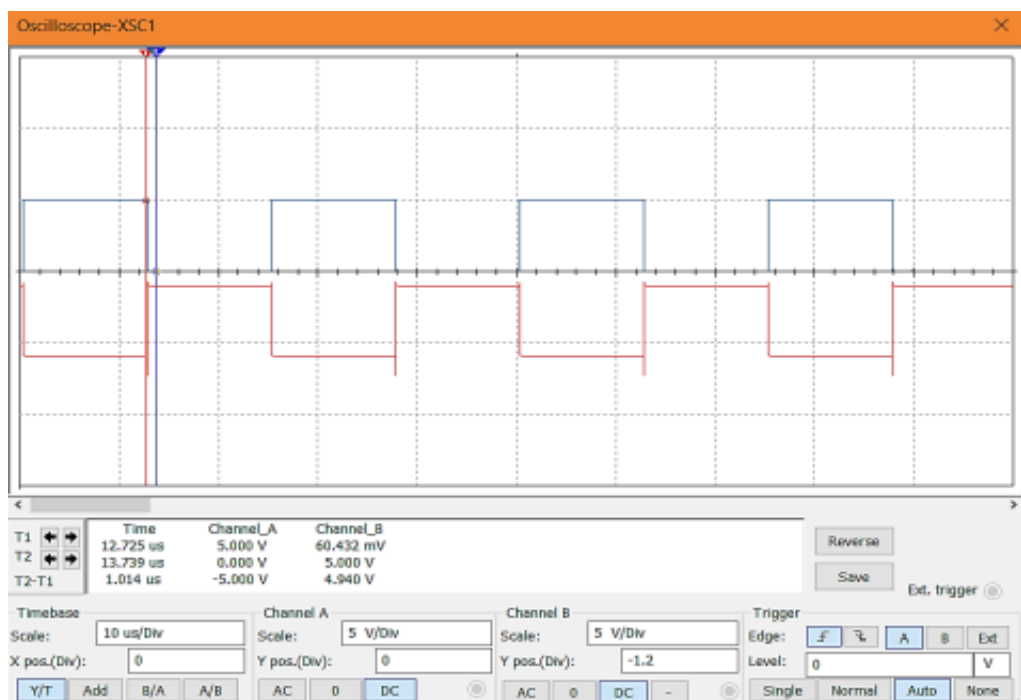 Oscilloscope-XSC1
Time Channel_A Channel_B
T1 12.725 us 5.000 V 60.432 mV
T2 13.739 us 0.000 V 5.000 V
T2-T1 1.014 us -5.000 V 4.940 V
Reverse
Save
Ext. trigger
Timebase
Scale: 10 us/Div
X pos.(Div): 0
Y/T Add B/A A/B
Channel A
Scale: 5 V/Div
Y pos.(Div): 0
AC 0 DC
Channel B
Scale: 5 V/Div
Y pos.(Div): -1.2
AC 0 DC -
Trigger
Edge: A B Ext
Level: 0 V
Single Normal Auto None